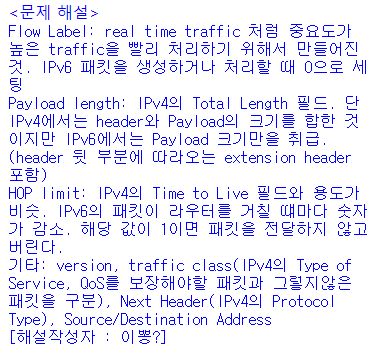 <문제 해설>
Flow Label: real time traffic 처럼 중요도가
높은 traffic을 빨리 처리하기 위해서 만들어진
것. IPv6 패킷을 생성하거나 처리할 때 0으로 세
팅
Payload length: IPv4의 Total Length 필드. 단
IPv4에서는 header와 Payload의 크기를 합한 것
이지만 IPv6에서는 Payload 크기만을 취급.
(header 뒷 부분에 따라오는 extension header
포함)
HOP limit: IPv4의 Time to Live 필드와 용도가
비슷. IPv6의 패킷이 라우터를 거칠 때마다 숫자
가 감소. 해당 값이 1이면 패킷을 전달하지 않고
버린다.
기타: version, traffic class(IPv4의 Type of
Service, QoS를 보장해야할 패킷과 그렇지않은
패킷을 구분), Next Header(IPv4의 Protocol
Type), Source/Destination Address
[해설작성자 : 이뿅?]